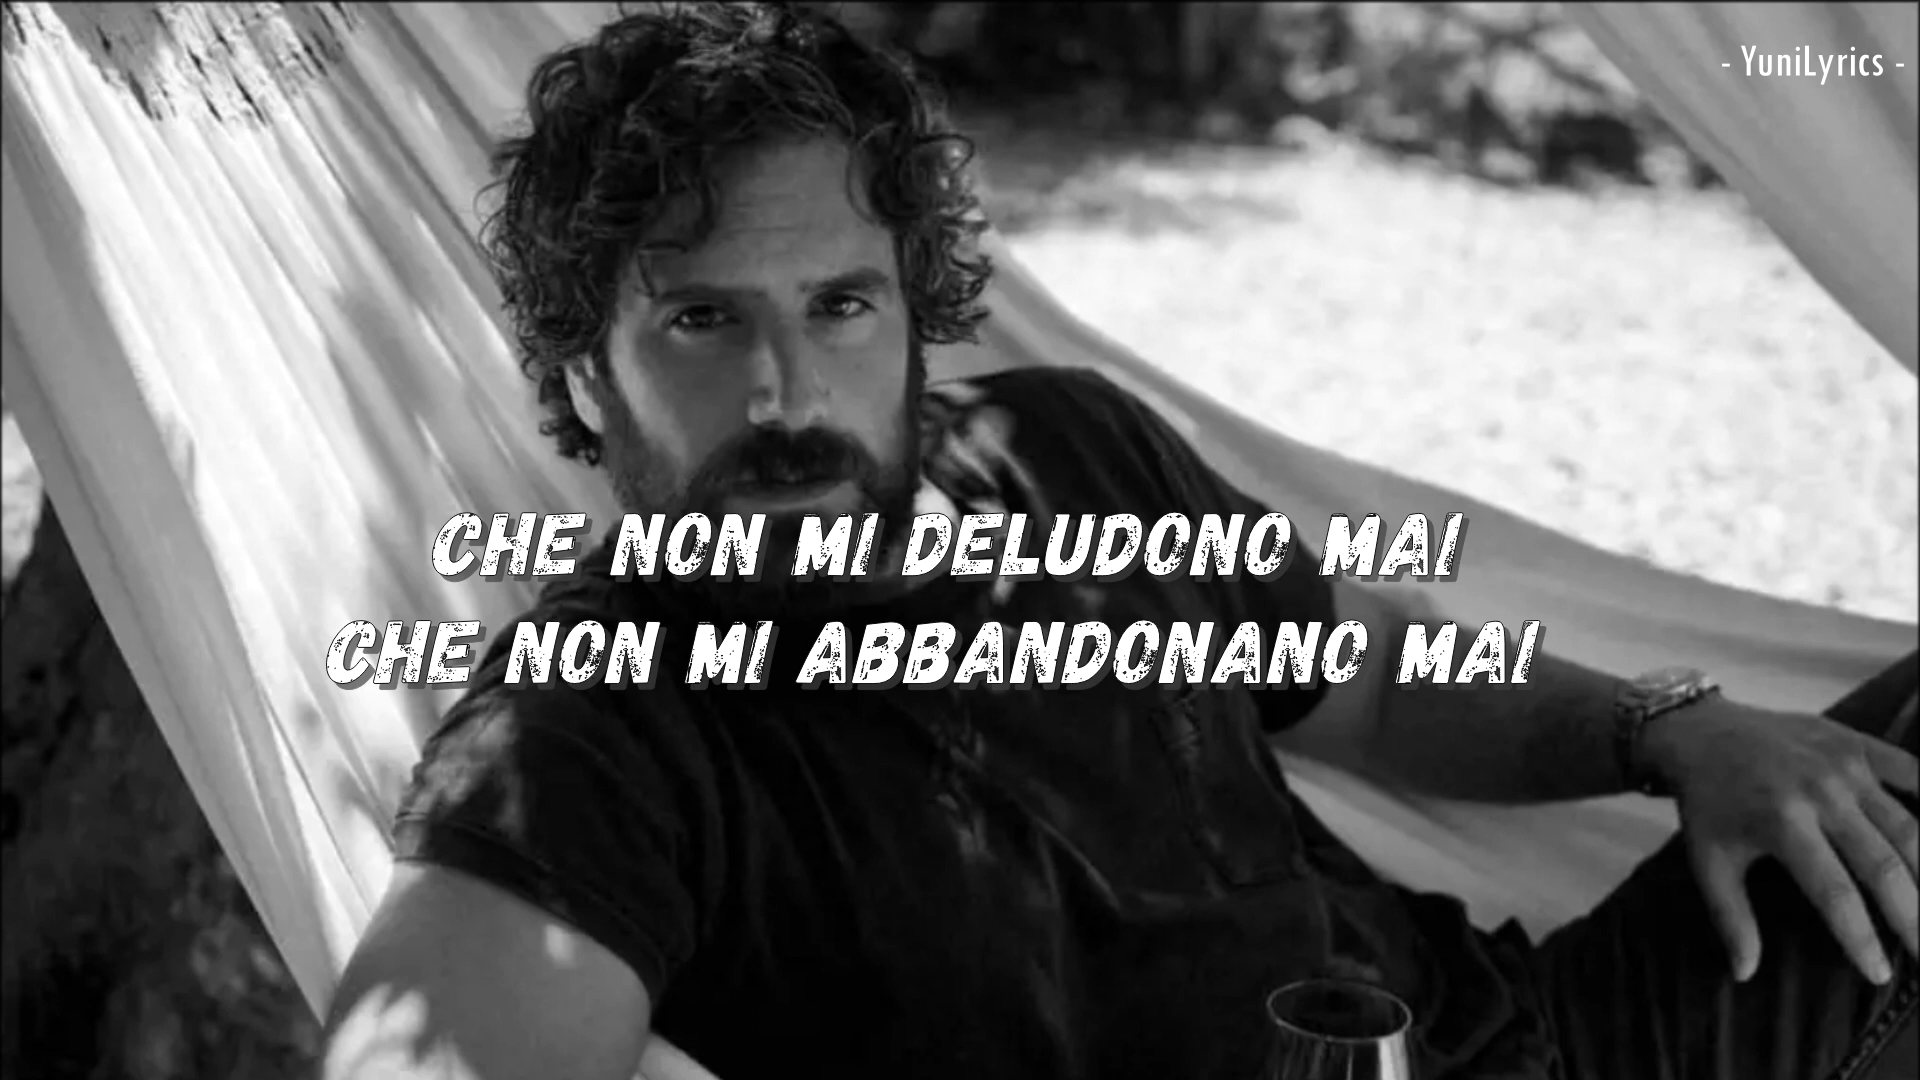 - YuniLyrics -
CHE NON MI DELUDONO MAI
CHE NON MI ABBANDONANO MAI